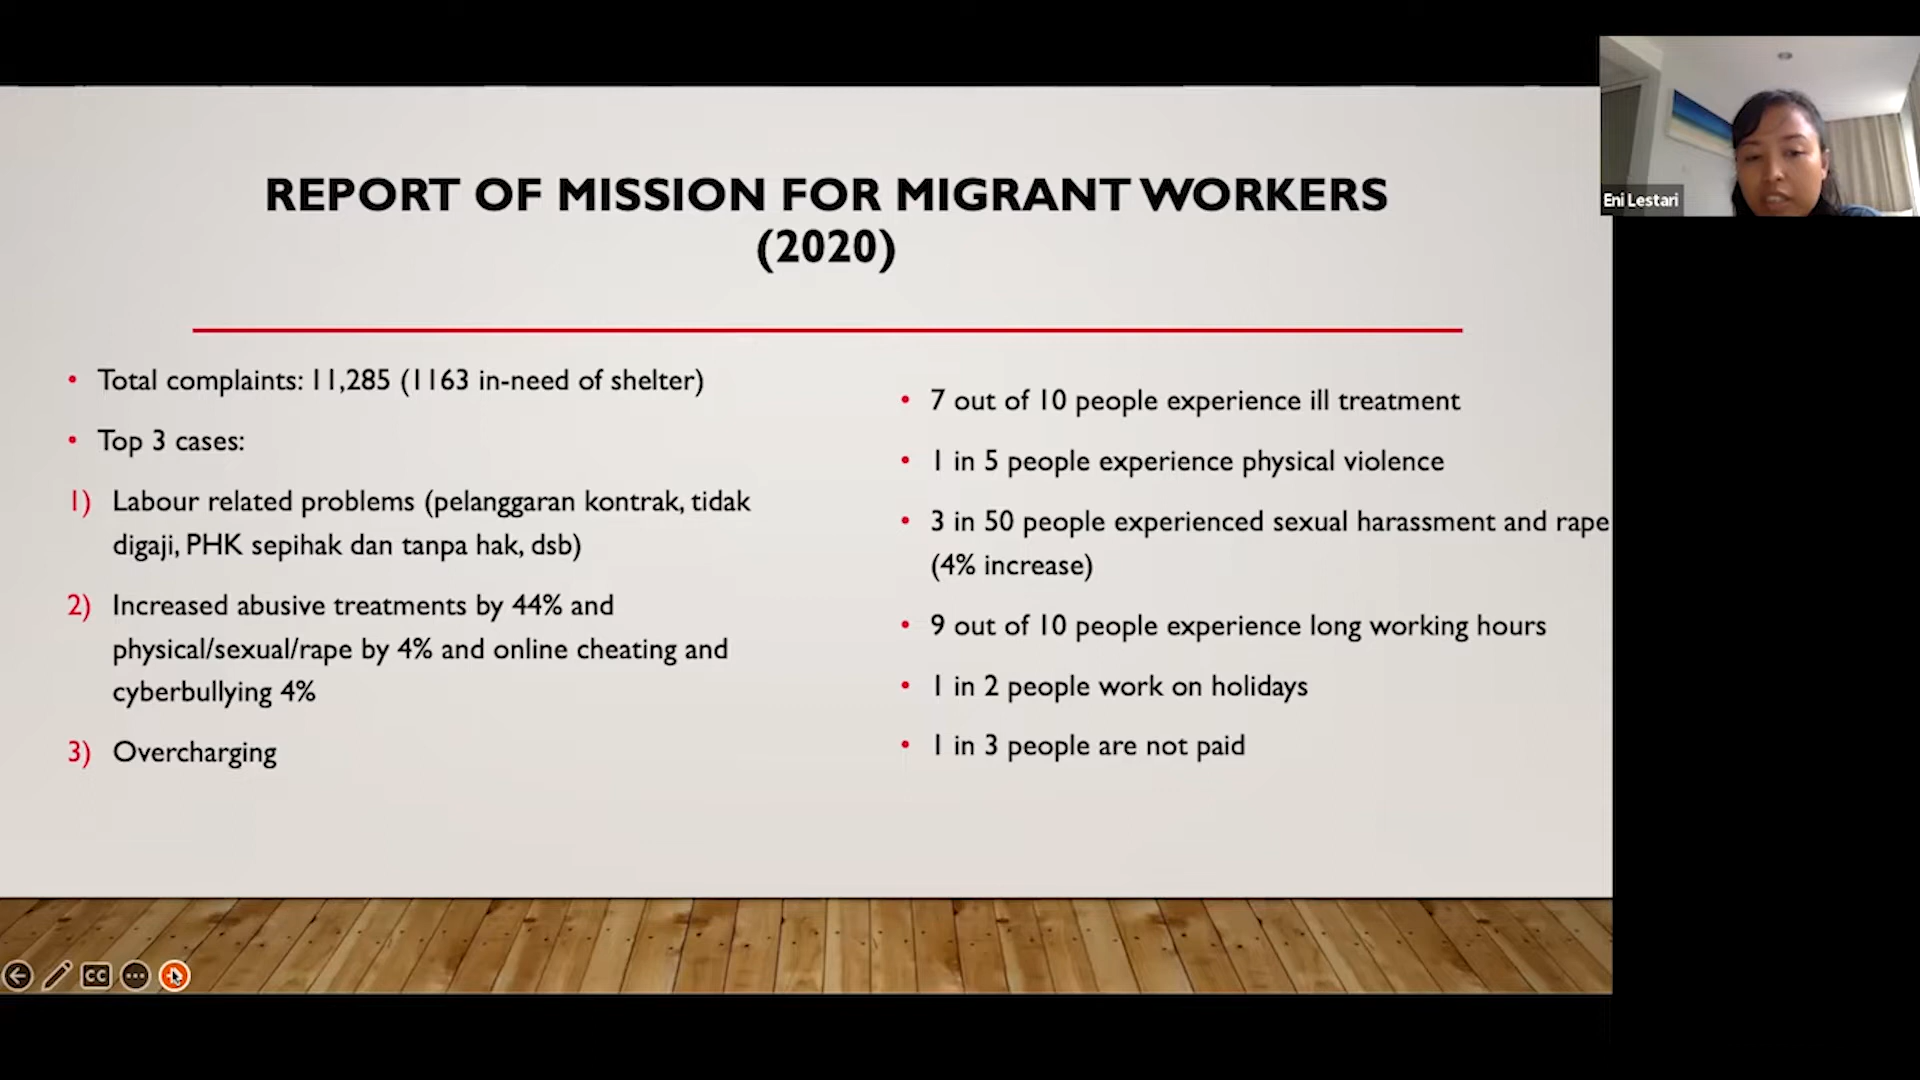 REPORT OF MISSION FOR MIGRANT WORKERS
(2020)
• Total complaints: 11,285 (1163 in-need of shelter)
• Top 3 cases:
1) Labour related problems (pelanggaran kontrak, tidak
digaji, PHK sepihak dan tanpa hak, dsb)
2) Increased abusive treatments by 44% and
physical/sexual/rape by 4% and online cheating and
cyberbullying 4%
3) Overcharging
• 7 out of 10 people experience ill treatment
• 1 in 5 people experience physical violence
• 3 in 50 people experienced sexual harassment and rape
(4% increase)
• 9 out of 10 people experience long working hours
• 1 in 2 people work on holidays
• 1 in 3 people are not paid
Eni Lestari
CC